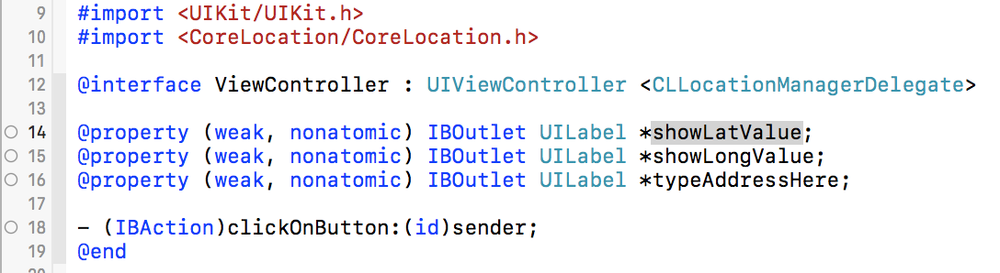 9 #import <UIKit/UIKit.h>
10 #import <CoreLocation/CoreLocation.h>
11
12 @interface ViewController : UIViewController <CLLocationManagerDelegate>
13
14 @property (weak, nonatomic) IBOutlet UILabel *showLatValue;
15 @property (weak, nonatomic) IBOutlet UILabel *showLongValue;
16 @property (weak, nonatomic) IBOutlet UILabel *typeAddressHere;
17
18 - (IBAction)clickOnButton:(id)sender;
19 @end